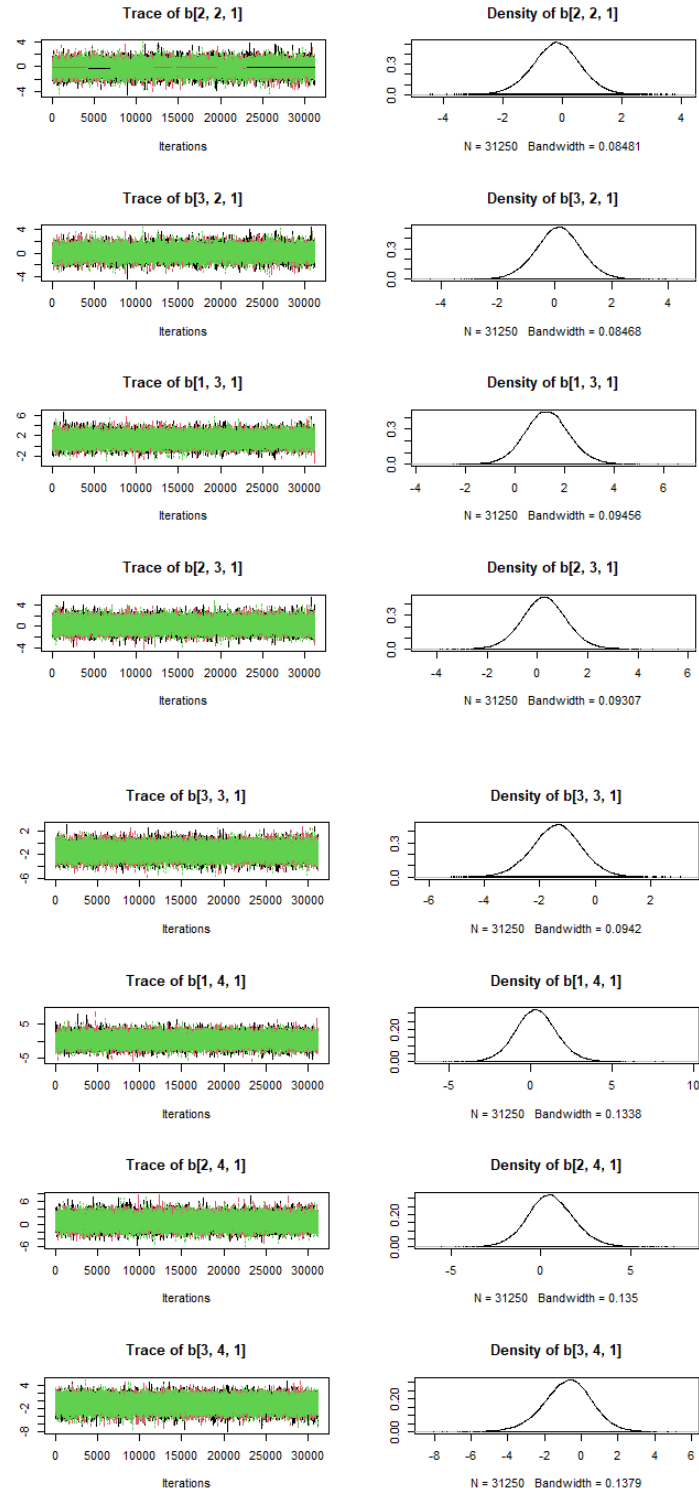 Trace of b[2, 2, 1]
4
0
-4
0 5000 10000 15000 20000 25000 30000
Iterations
Density of b[2, 2, 1]
0.3
0.0
-4 -2 0 2 4
N = 31250 Bandwidth = 0.08481
Trace of b[3, 2, 1]
4
0
-4
0 5000 10000 15000 20000 25000 30000
Iterations
Density of b[3, 2, 1]
0.3
0.0
-4 -2 0 2 4
N = 31250 Bandwidth = 0.08468
Trace of b[1, 3, 1]
6
2
-2
0 5000 10000 15000 20000 25000 30000
Iterations
Density of b[1, 3, 1]
0.3
0.0
-4 -2 0 2 4 6
N = 31250 Bandwidth = 0.09456
Trace of b[2, 3, 1]
4
0
-4
0 5000 10000 15000 20000 25000 30000
Iterations
Density of b[2, 3, 1]
0.3
0.0
-4 -2 0 2 4 6
N = 31250 Bandwidth = 0.09307
Trace of b[3, 3, 1]
2
-2
-6
0 5000 10000 15000 20000 25000 30000
Iterations
Density of b[3, 3, 1]
0.3
0.0
-6 -4 -2 0 2
N = 31250 Bandwidth = 0.0942
Trace of b[1, 4, 1]
5
0
-5
0 5000 10000 15000 20000 25000 30000
Iterations
Density of b[1, 4, 1]
0.20
0.00
-5 0 5 10
N = 31250 Bandwidth = 0.1338
Trace of b[2, 4, 1]
6
0
-6
0 5000 10000 15000 20000 25000 30000
Iterations
Density of b[2, 4, 1]
0.20
0.00
-5 0 5
N = 31250 Bandwidth = 0.135
Trace of b[3, 4, 1]
4
-2
-8
0 5000 10000 15000 20000 25000 30000
Iterations
Density of b[3, 4, 1]
0.20
0.00
-8 -6 -4 -2 0 2 4 6
N = 31250 Bandwidth = 0.1379